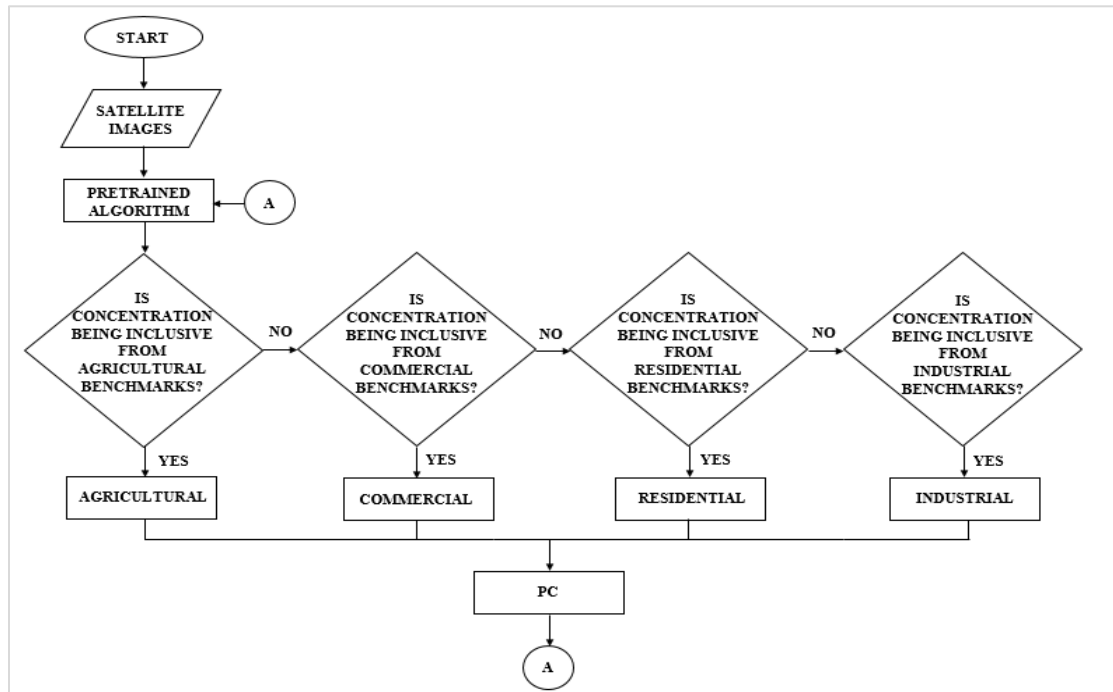 START
SATELLITE
IMAGES
PRETRAINED
ALGORITHM
A
IS
CONCENTRATION
BEING INCLUSIVE
FROM
AGRICULTURAL
BENCHMARKS?
NO
IS
CONCENTRATION
BEING INCLUSIVE
FROM
COMMERCIAL
BENCHMARKS?
NO
IS
CONCENTRATION
BEING INCLUSIVE
FROM
RESIDENTIAL
BENCHMARKS?
NO
IS
CONCENTRATION
BEING INCLUSIVE
FROM
INDUSTRIAL
BENCHMARKS?
YES
YES
YES
YES
AGRICULTURAL
COMMERCIAL
RESIDENTIAL
INDUSTRIAL
PC
A